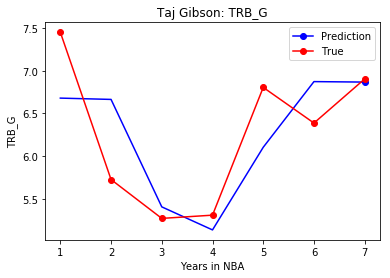 Taj Gibson: TRB_G
Prediction
True
7.5
7.0
6.5
6.0
5.5
TRB_G
1 2 3 4 5 6 7
Years in NBA